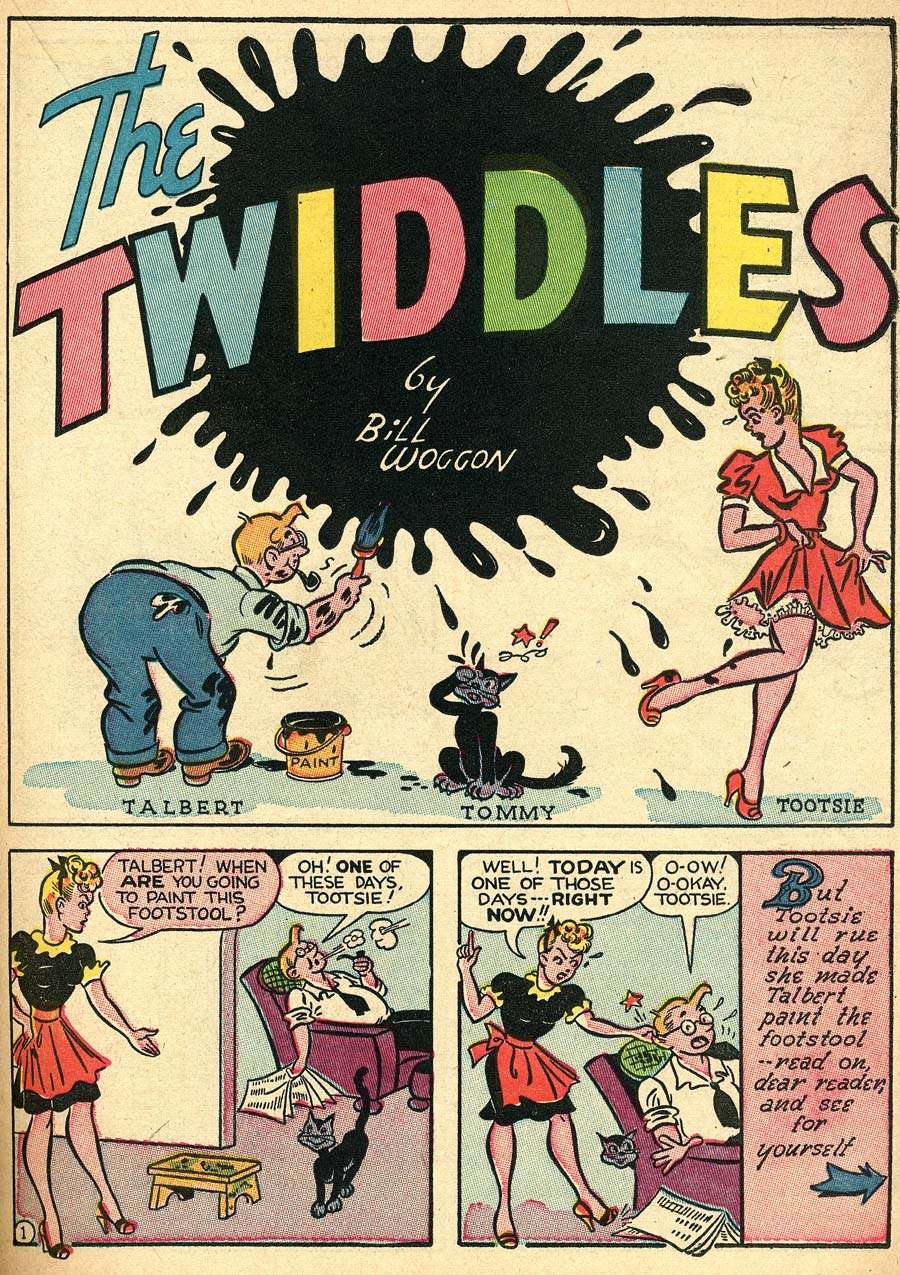 The
TWIDDLES
by
Bill
WOGGON
PAINT
TALBERT
TOMMY
TOOTSIE
TALBERT! WHEN
ARE YOU GOING
TO PAINT THIS
FOOTSTOOL?
OH! ONE OF
THESE DAYS,
TOOTSIE!
WELL! TODAY IS
ONE OF THOSE
DAYS---RIGHT
NOW!!
O-OW!
O-OKAY,
TOOTSIE.
But
Tootsie
will rue
this day
she made
Talbert
paint the
footstool
--read on,
dear reader,
and see
for
yourself
1